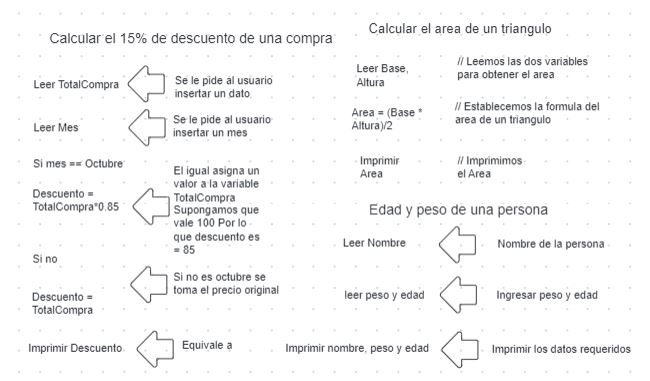 Calcular el 15% de descuento de una compra
Leer TotalCompra
Se le pide al usuario
insertar un dato
Leer Mes
Se le pide al usuario
insertar un mes
Si mes == Octubre
Descuento =
TotalCompra*0.85
El igual asigna un
valor a la variable
TotalCompra
Supongamos que
vale 100 Por lo
que descuento es
= 85
Si no
Descuento =
TotalCompra
Si no es octubre se
toma el precio original
Imprimir Descuento
Equivale a
Calcular el area de un triangulo
Leer Base,
Altura
// Leemos las dos variables
para obtener el area
Area = (Base *
Altura)/2
// Establecemos la formula del
area de un triangulo
Imprimir
Area
// Imprimimos
el Area
Edad y peso de una persona
Leer Nombre
Nombre de la persona
leer peso y edad
Ingresar peso y edad
Imprimir nombre, peso y edad
Imprimir los datos requeridos